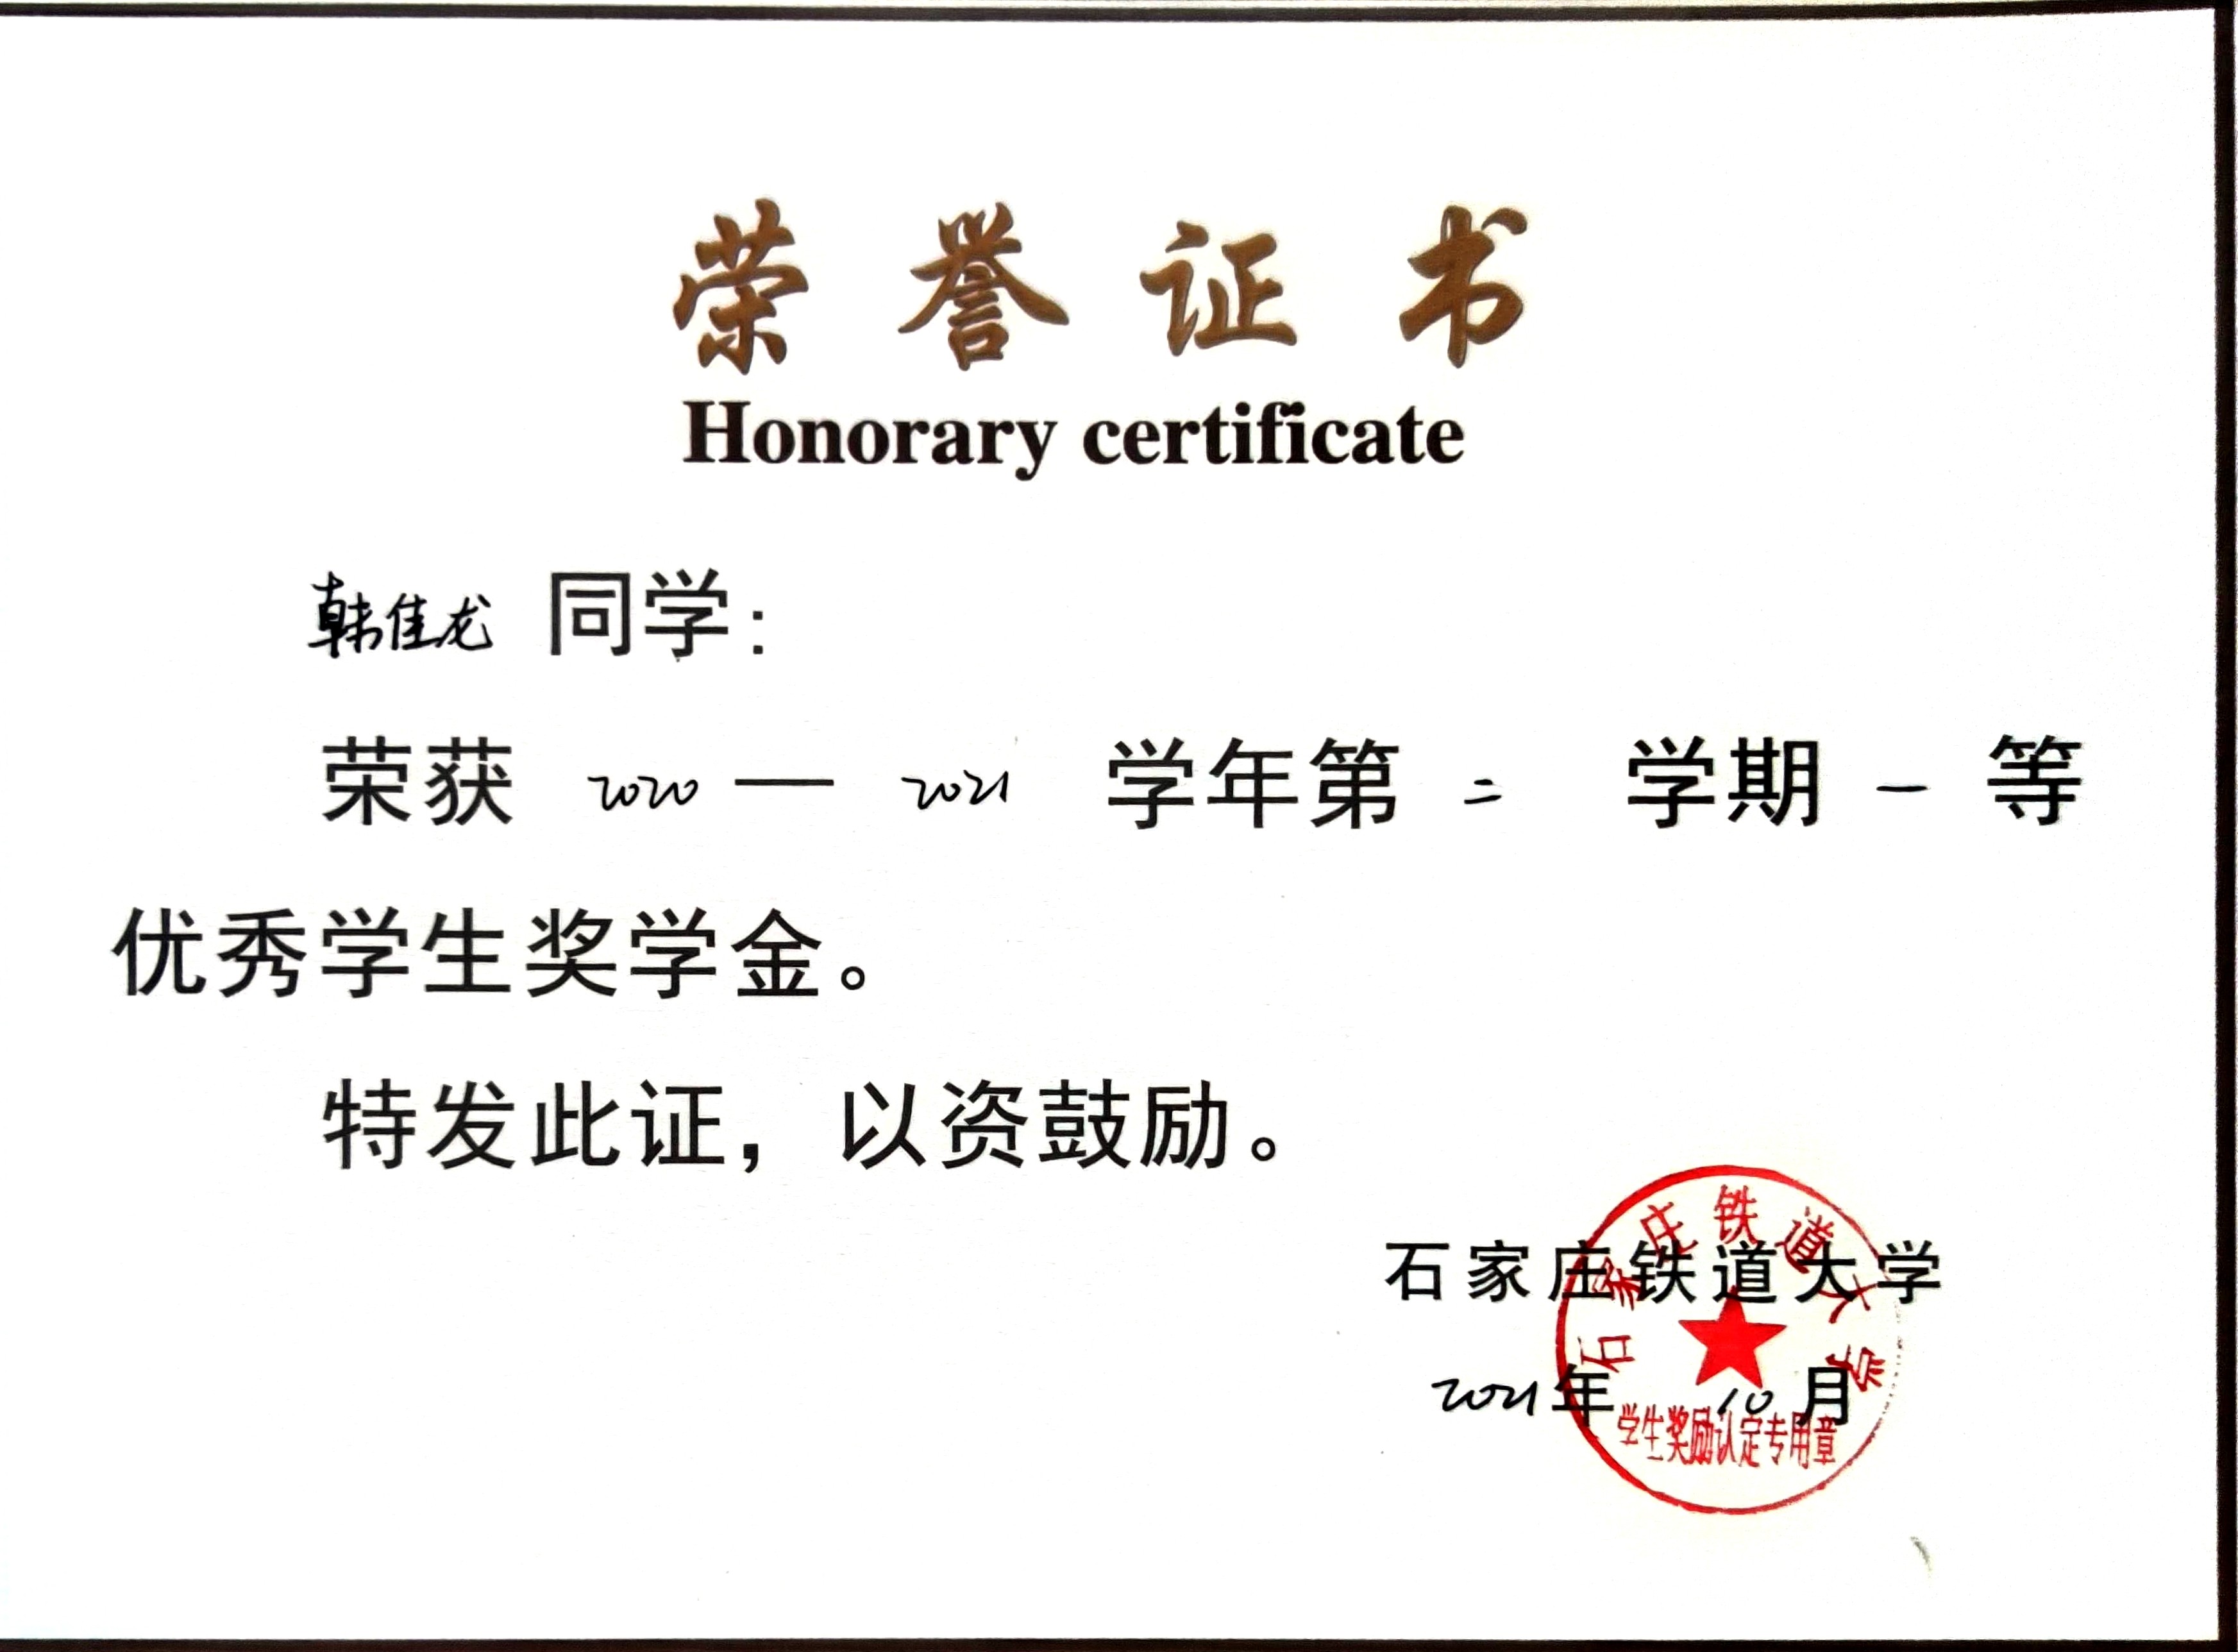 荣誉证书
Honorary certificate
韩佳龙 同学：
荣获 2020 — 2021 学年第 二 学期 一 等
优秀学生奖学金。
特发此证，以资鼓励。
石家庄铁道大学
2021年 10月
石家庄铁道大学
学生奖励认定专用章